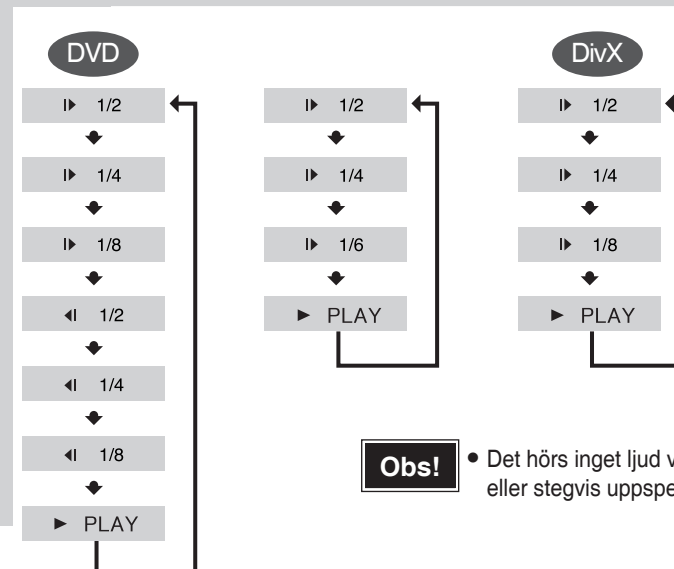 DVD
1/2
1/4
1/8
1/2
1/4
1/8
PLAY
1/2
1/4
1/6
PLAY
DivX
1/2
1/4
1/8
PLAY
Obs!
• Det hörs inget ljud
eller stegvis